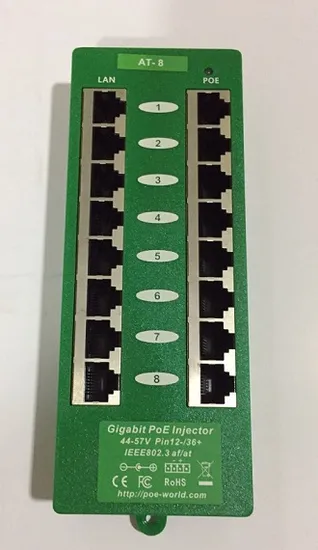 AT-8
LAN POE
1
2
3
4
5
6
7
8
Gigabit PoE Injector
44-57V Pin12-/36+
IEEE802.3 af/at
FC CE RoHS
http://poe-world.com